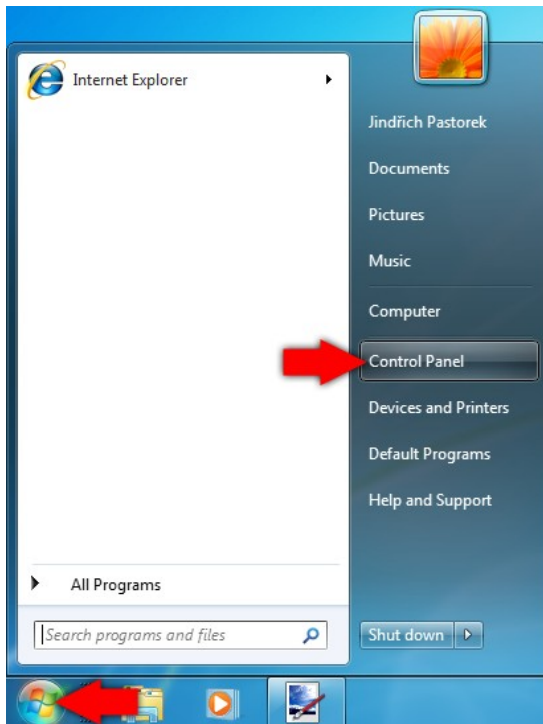 Internet Explorer
Jindřich Pastorek
Documents
Pictures
Music
Computer
Control Panel
Devices and Printers
Default Programs
Help and Support
All Programs
Search programs and files
Shut down